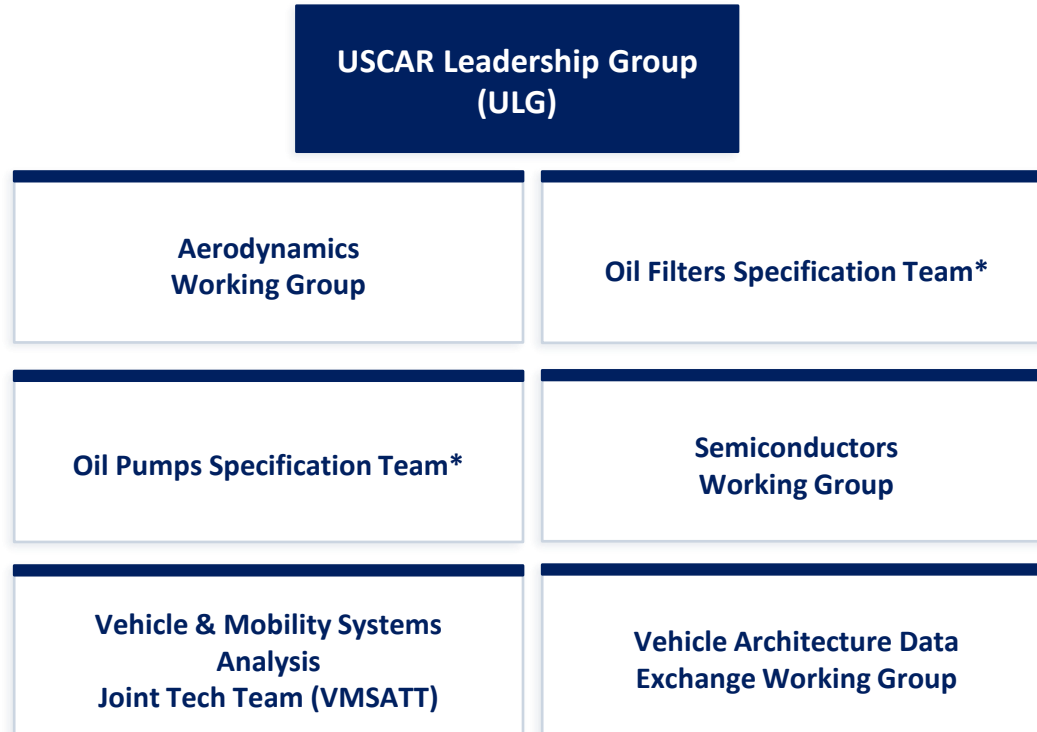 USCAR Leadership Group
(ULG)
Aerodynamics
Working Group
Oil Filters Specification Team*
Oil Pumps Specification Team*
Semiconductors
Working Group
Vehicle & Mobility Systems
Analysis
Joint Tech Team (VMSATT)
Vehicle Architecture Data
Exchange Working Group